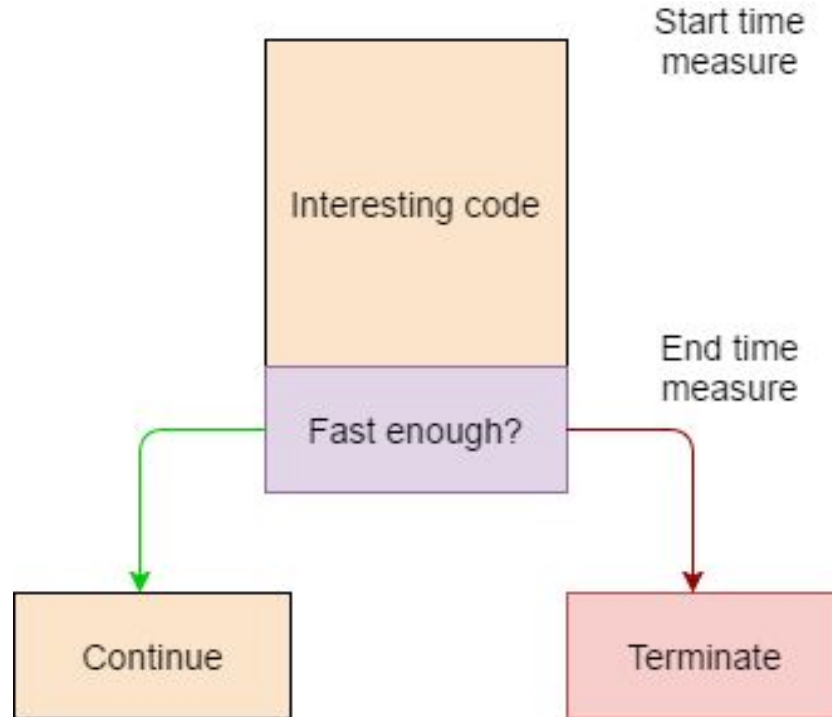 Start time
measure
Interesting code
End time
measure
Fast enough?
Continue
Terminate